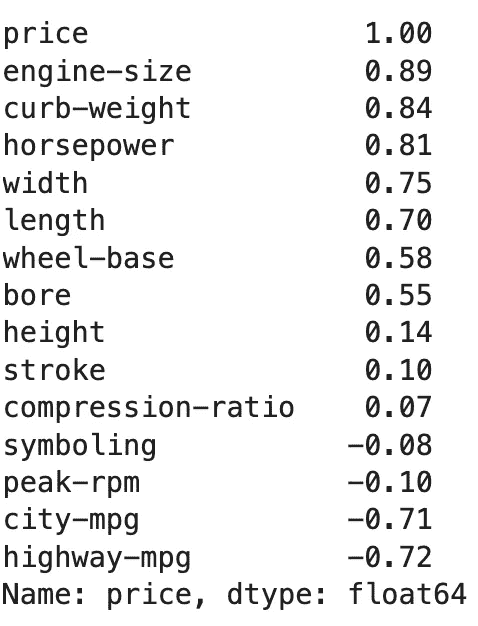 price 1.00
engine-size 0.89
curb-weight 0.84
horsepower 0.81
width 0.75
length 0.70
wheel-base 0.58
bore 0.55
height 0.14
stroke 0.10
compression-ratio 0.07
symboling -0.08
peak-rpm -0.10
city-mpg -0.71
highway-mpg -0.72
Name: price, dtype: float64